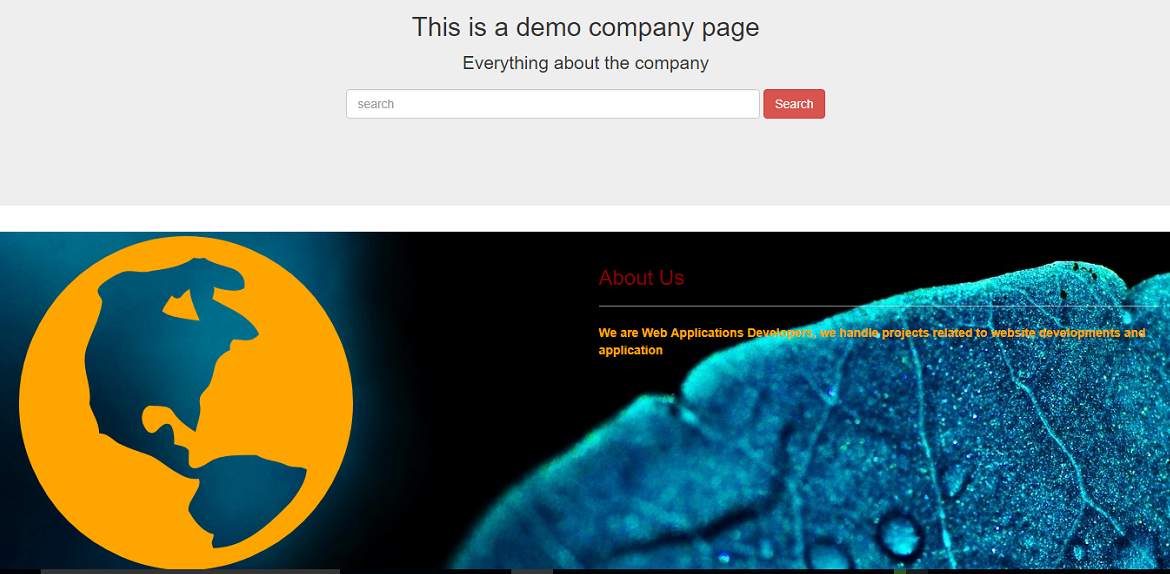 This is a demo company page
Everything about the company
search
Search
About Us
We are Web Applications Developers, we handle projects related to website developments and
application